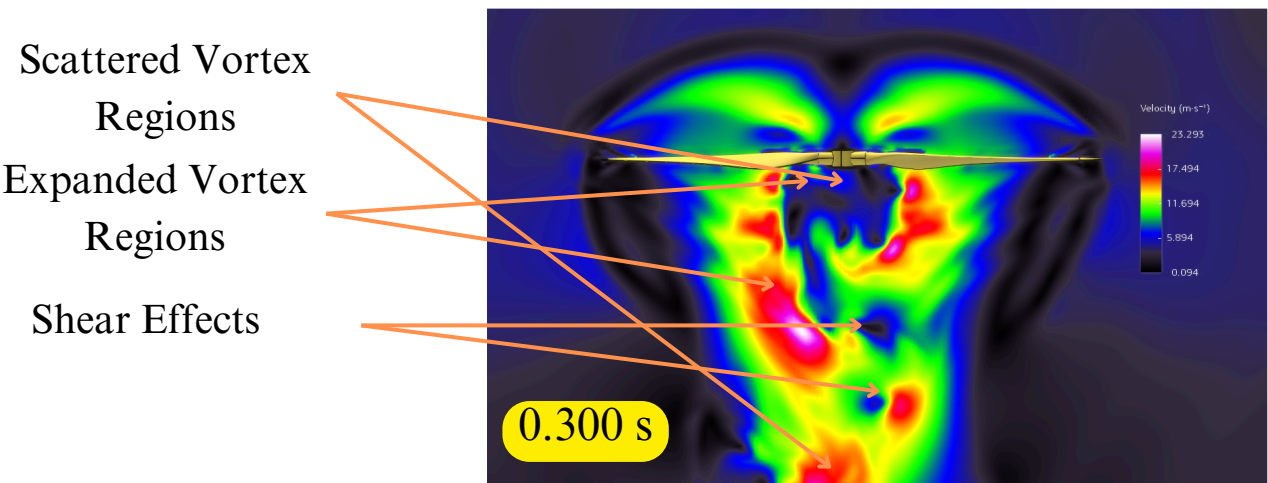 Scattered Vortex
Regions
Expanded Vortex
Regions
Shear Effects
0.300 s
Velocity (m·s⁻¹)
23.293
17.494
11.694
5.894
0.094